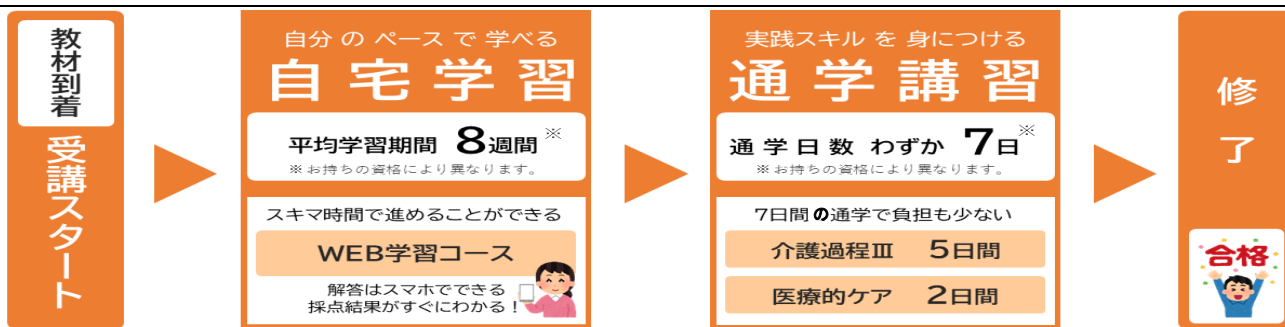 教材到着
受講スタート
自分 の ペース で 学べる
自宅学習
平均学習期間 8週間※
※お持ちの資格により異なります。
スキマ時間で進めることができる
WEB学習コース
解答はスマホでできる
採点結果がすぐにわかる！
実践スキル を 身につける
通学講習
通学日数 わずか 7日※
※お持ちの資格により異なります。
7日間の通学で負担も少ない
介護過程Ⅲ 5日間
医療的ケア 2日間
修了
合格